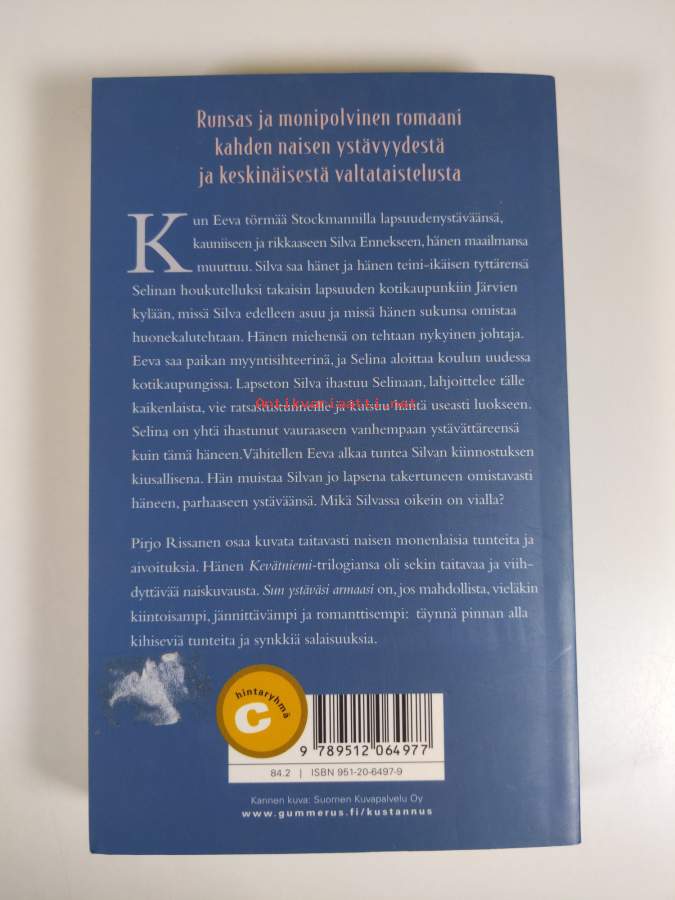 Runsas ja monipolvinen romaani
kahden naisen ystävyydestä
ja keskinäisestä valtataistelusta
Kun Eeva törmää Stockmannilla lapsuudenystäväänsä,
kauniiseen ja rikkaaseen Silva Ennekseen, hänen maailmansa
muuttuu. Silva saa hänet ja hänen teini-ikäisen tyttärensä
Selinan houkutelluksi takaisin lapsuuden kotikaupunkiin Järvien
kylään, missä Silva edelleen asuu ja missä hänen sukunsa omistaa
huonekalutehtaan. Hänen miehensä on tehtaan nykyinen johtaja.
Eeva saa paikan myyntisihteerinä, ja Selina aloittaa koulun uudessa
kotikaupungissa. Lapseton Silva ihastuu Selinaan, lahjoittelee tälle
kaikenlaista, vie ratsastustunneille ja kutsuu häntä useasti luokseen.
Antikvariaatti.net
Selina on yhtä ihastunut vauraaseen vanhempaan ystävättäreensä
kuin tämä häneen.Vähitellen Eeva alkaa tuntea Silvan kiinnostuksen
kiusallisena. Hän muistaa Silvan jo lapsena takertuneen omistavasti
häneen, parhaaseen ystäväänsä. Mikä Silvassa oikein on vialla?
Pirjo Rissanen osaa kuvata taitavasti naisen monenlaisia tunteita ja
aivoituksia. Hänen Kevätniemi-trilogiansa oli sekin taitavaa ja viih-
dyttävää naiskuvausta. Sun ystäväsi armaasi on, jos mahdollista, vieläkin
kiintoisampi, jännittävämpi ja romanttisempi: täynnä pinnan alla
kihiseviä tunteita ja synkkiä salaisuuksia.
hintaryhmä
C
9 789512 064977
84.2 | ISBN 951-20-6497-9
Kannen kuva: Suomen Kuvapalvelu Oy
www.gummerus.fi/kustannus